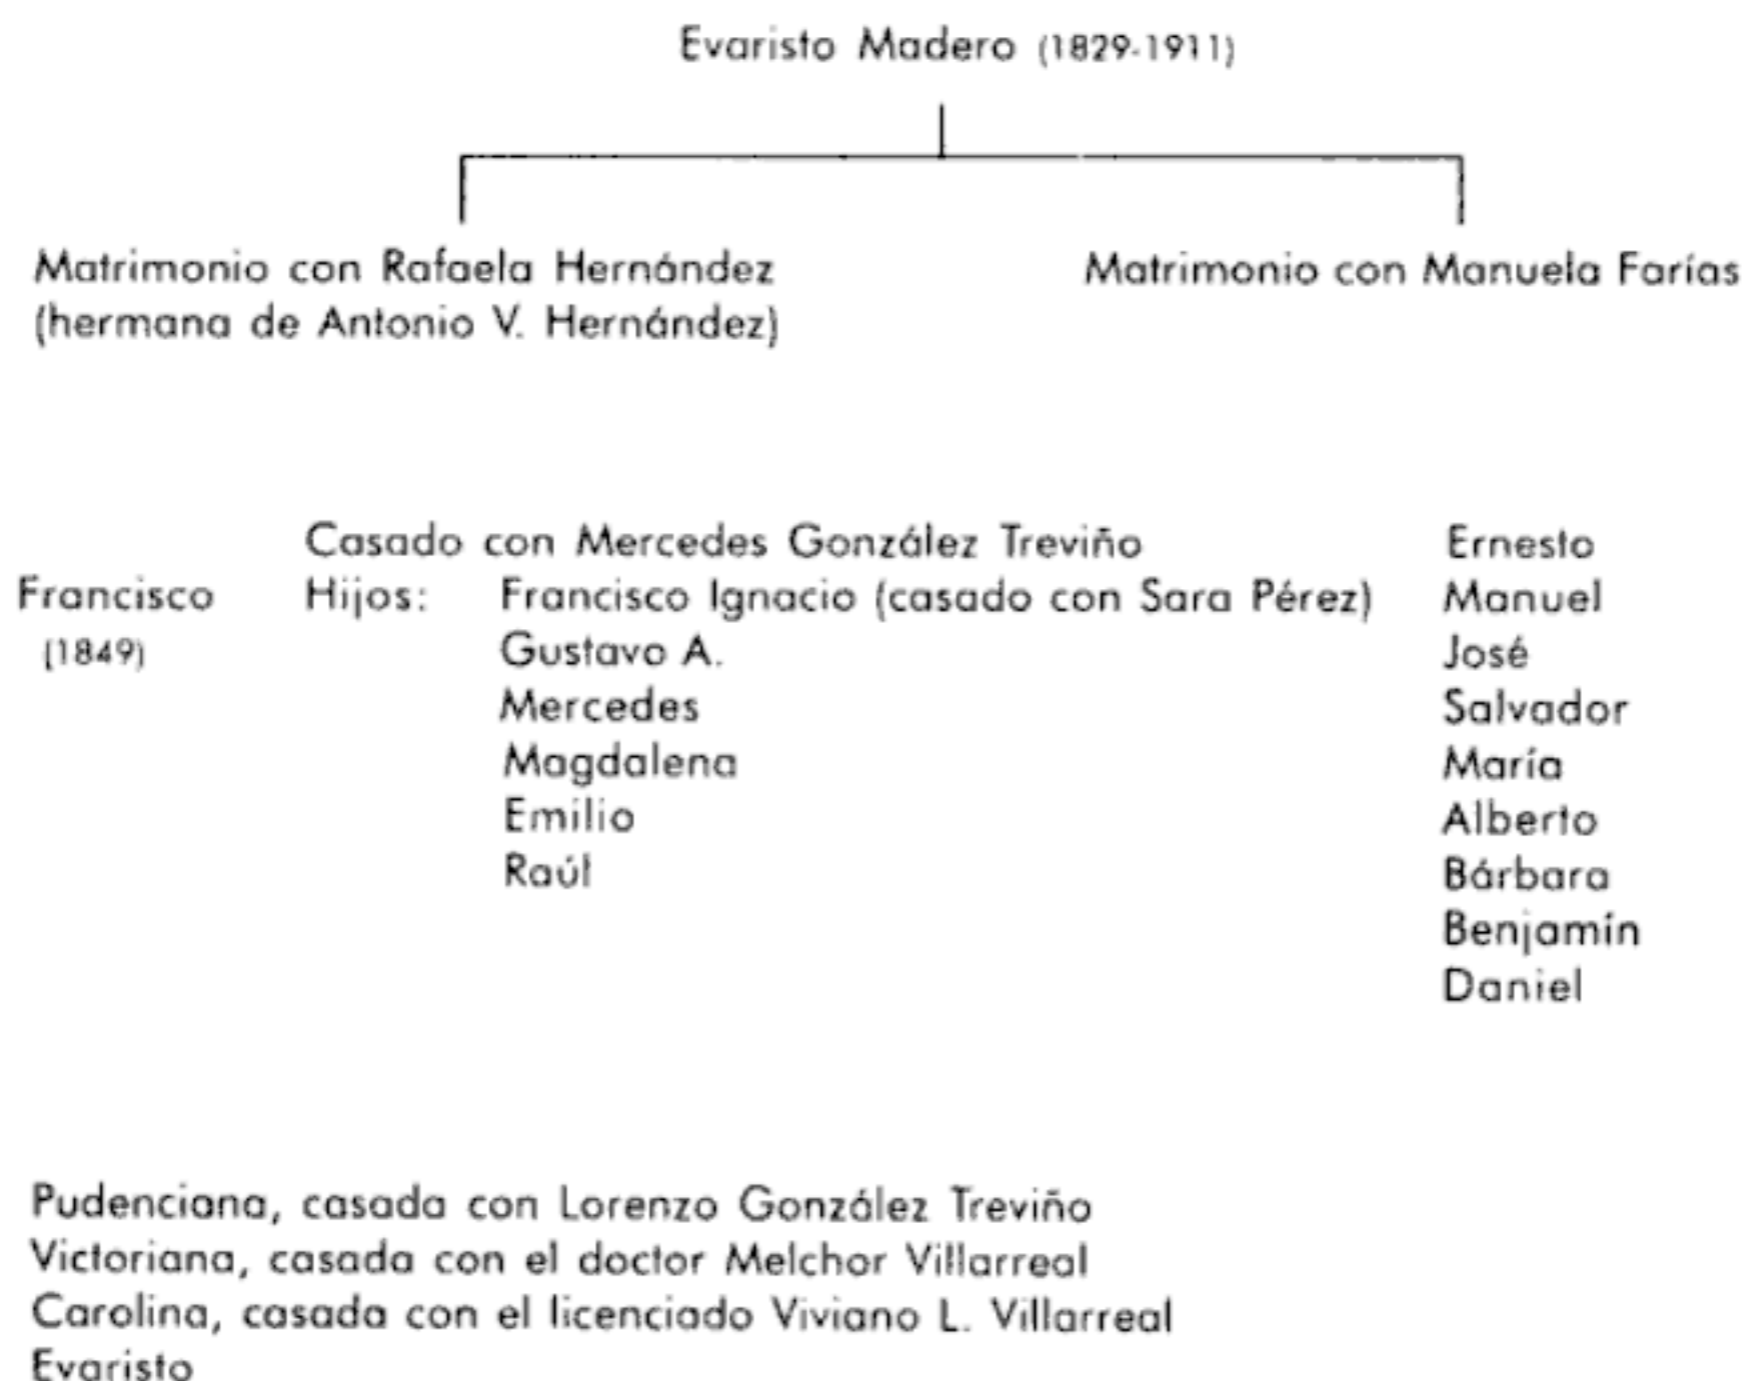 Evaristo Madero (1829-1911)
Matrimonio con Rafaela Hernández
(hermana de Antonio V. Hernández)
Matrimonio con Manuela Farías
Casado con Mercedes González Treviño
Francisco
(1849)
Hijos: Francisco Ignacio (casado con Sara Pérez)
Gustavo A.
Mercedes
Magdalena
Emilio
Raúl
Ernesto
Manuel
José
Salvador
María
Alberto
Bárbara
Benjamín
Daniel
Pudenciana, casada con Lorenzo González Treviño
Victoriana, casada con el doctor Melchor Villarreal
Carolina, casada con el licenciado Viviano L. Villarreal
Evaristo